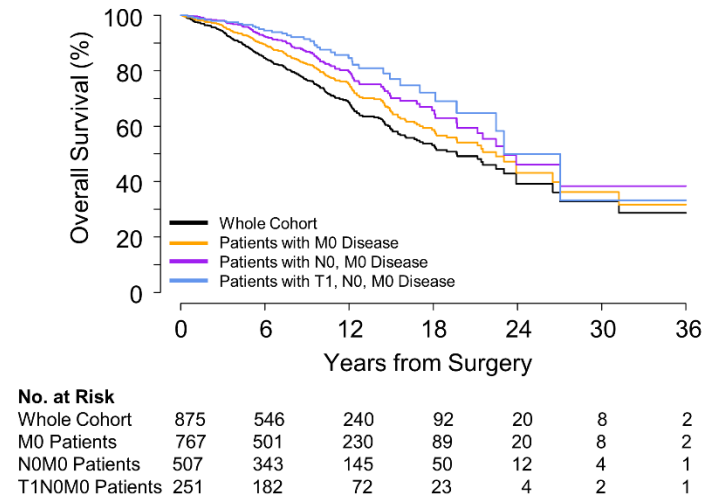 Overall Survival (%)
100
80
60
40
20
0
Whole Cohort
Patients with M0 Disease
Patients with N0, M0 Disease
Patients with T1, N0, M0 Disease
0 6 12 18 24 30 36
Years from Surgery
No. at Risk
Whole Cohort 875 546 240 92 20 8 2
M0 Patients 767 501 230 89 20 8 2
N0M0 Patients 507 343 145 50 12 4 1
T1N0M0 Patients 251 182 72 23 4 2 1